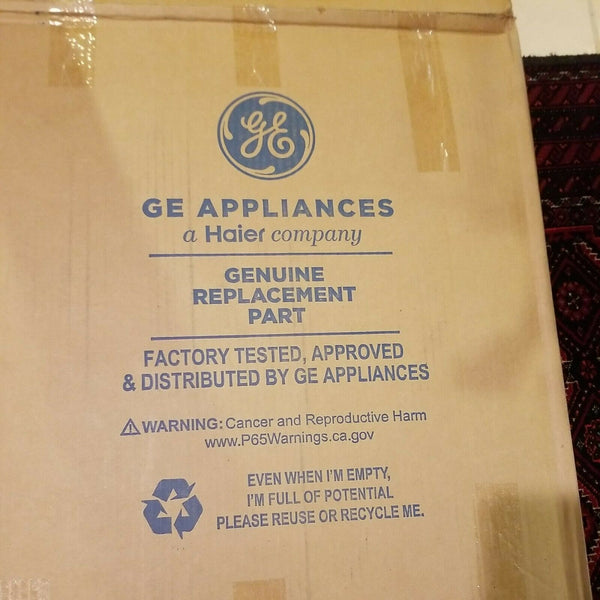 GE
GE APPLIANCES
a Haier company
GENUINE
REPLACEMENT
PART
FACTORY TESTED, APPROVED
& DISTRIBUTED BY GE APPLIANCES
⚠WARNING: Cancer and Reproductive Harm
www.P65Warnings.ca.gov
EVEN WHEN I'M EMPTY,
I'M FULL OF POTENTIAL
PLEASE REUSE OR RECYCLE ME.